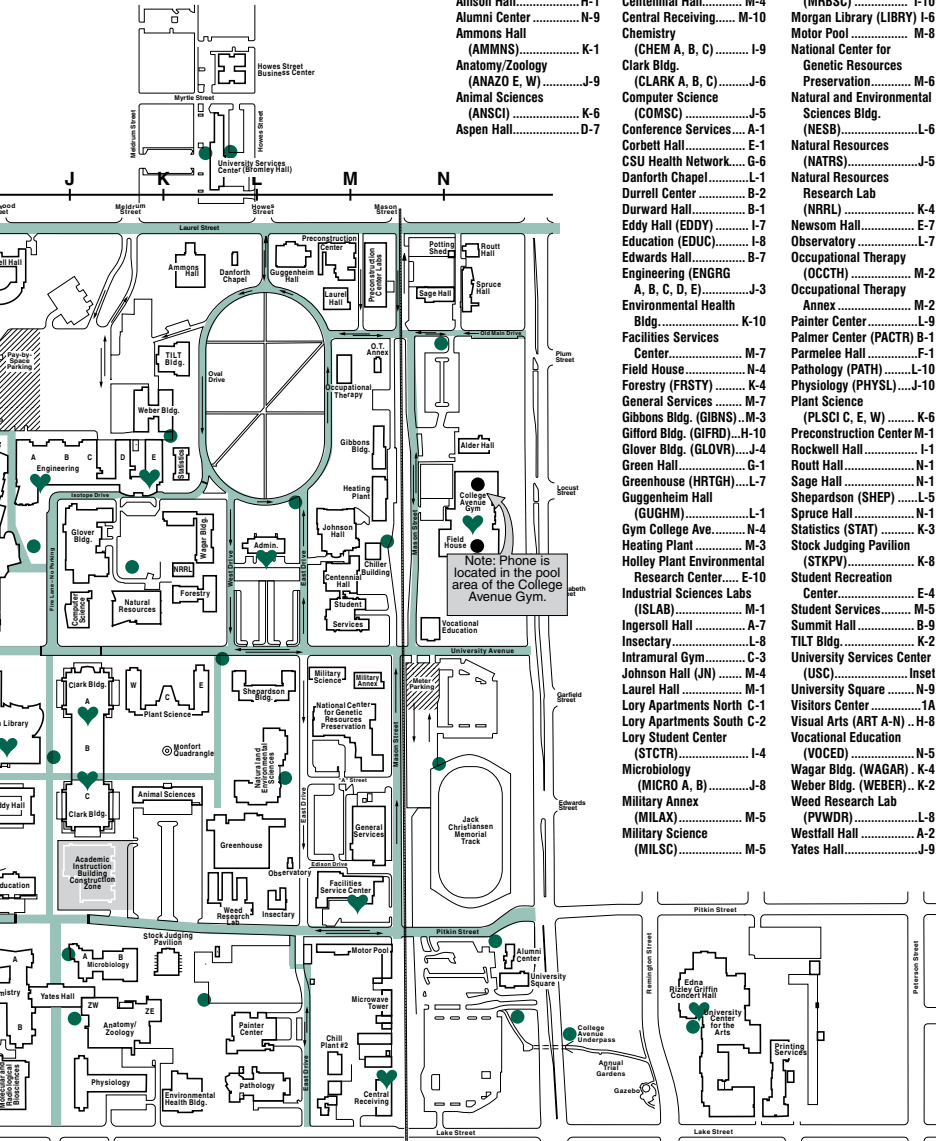 Allison Hall....................H-1
Alumni Center ........... N-9
Ammons Hall
(AMMNS)................ K-1
Anatomy/Zoology
(ANAZO E, W) ..........J-9
Animal Sciences
(ANSCI) .................. K-6
Aspen Hall.................D-7
Centennial Hall........... M-4
Central Receiving...... M-10
Chemistry
(CHEM A, B, C) ......... I-9
Clark Bldg.
(CLARK A, B, C) ........J-6
Computer Science
(COMSC) ..................J-5
Conference Services.... A-1
Corbett Hall................ E-1
CSU Health Network.... G-6
Danforth Chapel...........L-1
Durrell Center ............. B-2
Durward Hall............... B-1
Eddy Hall (EDDY) ........ I-7
Education (EDUC)......... I-8
Edwards Hall............... B-7
Engineering (ENGRG
A, B, C, D, E)............J-3
Environmental Health
Bldg..................... K-10
Facilities Services
Center.................... M-7
Field House................ N-4
Forestry (FRSTY) ........ K-4
General Services ........ M-7
Gibbons Bldg. (GIBNS)..M-3
Gifford Bldg. (GIFRD)...H-10
Glover Bldg. (GLOVR)....J-4
Green Hall.................. G-1
Greenhouse (HRTGH)....L-7
Guggenheim Hall
(GUGHM)..................L-1
Gym College Ave......... N-4
Heating Plant ............. M-3
Holley Plant Environmental
Research Center..... E-10
Industrial Sciences Labs
(ISLAB) .................. M-1
Ingersoll Hall .............. A-7
Insectary....................L-8
Intramural Gym.......... C-3
Johnson Hall (JN) ...... M-4
Laurel Hall ................ M-1
Lory Apartments North C-1
Lory Apartments South C-2
Lory Student Center
(STCTR) ................... I-4
Microbiology
(MICRO A, B) ............J-8
Military Annex
(MILAX) .................. M-5
Military Science
(MILSC).................. M-5
(MRBSC) ................ I-10
Morgan Library (LIBRY) I-6
Motor Pool ................ M-8
National Center for
Genetic Resources
Preservation........... M-6
Natural and Environmental
Sciences Bldg.
(NESB).....................L-6
Natural Resources
(NATRS)...................J-5
Natural Resources
Research Lab
(NRRL) ................... K-4
Newsom Hall............... E-7
Observatory ................L-7
Occupational Therapy
(OCCTH) ................. M-2
Occupational Therapy
Annex .................... M-2
Painter Center.............L-9
Palmer Center (PACTR) B-1
Parmelee Hall .............F-1
Pathology (PATH) .......L-10
Physiology (PHYSL)....J-10
Plant Science
(PLSCI C, E, W) ........ K-6
Preconstruction Center M-1
Rockwell Hall .............. I-1
Routt Hall................... N-1
Sage Hall ................... N-1
Shepardson (SHEP) ......L-5
Spruce Hall ................ N-1
Statistics (STAT) ......... K-3
Stock Judging Pavilion
(STKPV).................. K-8
Student Recreation
Center..................... E-4
Student Services......... M-5
Summit Hall ............... B-9
TILT Bldg. .................. K-2
University Services Center
(USC).................... Inset
University Square ....... N-9
Visitors Center .............1A
Visual Arts (ART A-N) .. H-8
Vocational Education
(VOCED) .................. N-5
Wagar Bldg. (WAGAR) . K-4
Weber Bldg. (WEBER).. K-2
Weed Research Lab
(PVWDR)...................L-8
Westfall Hall .............. A-2
Yates Hall....................J-9
Howes Street
Business Center
Myrtle Street
Meldrum Street
Howes Street
University Services
Center (Bromley Hall)
J
K
L
M
N
Meldrum
Street
Howes
Street
Mason
Street
Laurel Street
Ammons
Hall
Danforth
Chapel
Guggenheim
Hall
Preconstruction
Center
Preconstruction
Center Labs
Laurel
Hall
Potting
Shed
Routt
Hall
Sage Hall
Spruce
Hall
Old Main Drive
Pay-by-
Space
Parking
TILT
Bldg.
Oval
Drive
O.T.
Annex
Occupational
Therapy
Plum
Street
Weber Bldg.
Gibbons
Bldg.
Alder Hall
A
B
C
D
E
Engineering
Statistics
Heating
Plant
College
Avenue
Gym
Locust
Street
Isotope Drive
Glover
Bldg.
Wagar Bldg.
Admin.
Johnson
Hall
Mason Street
Field
House
Note: Phone is
located in the pool
area of the College
Avenue Gym.
Fire Lane - No Parking
West Drive
East Drive
Chiller
Building
NRRL
Forestry
Centennial
Hall
Computer
Science
Natural
Resources
Student
Services
Vocational
Education
University Avenue
Clark Bldg.
A
B
C
Clark Bldg.
W
C
E
Plant Science
Shepardson
Bldg.
Military
Science
Military
Annex
Meter
Parking
Garfield
Street
National Center
for Genetic
Resources
Preservation
Monfort
Quadrangle
Natural and
Environmental
Sciences
Mason Street
"A" Street
Animal Sciences
East Drive
Edwards
Street
Greenhouse
General
Services
Jack
Christiansen
Memorial
Track
Academic
Instruction
Building
Construction
Zone
Observatory
Edison Drive
Facilities
Service Center
Weed
Research
Lab
Insectary
Pitkin Street
Pitkin Street
Stock Judging
Pavilion
A
B
Microbiology
Motor Pool
Alumni
Center
University
Square
Remington Street
Peterson Street
A
Yates Hall
B
ZW
ZE
Anatomy/
Zoology
Microwave
Tower
Painter
Center
Chill
Plant #2
College
Avenue
Underpass
Edna
Rizley Griffin
Concert Hall
University
Center
for the
Arts
Printing
Services
Annual
Trial
Gardens
Gazebo
Molecular and
Radiological
Biosciences
Physiology
Environmental
Health Bldg.
Pathology
East Drive
Central
Receiving
Lake Street
Lake Street